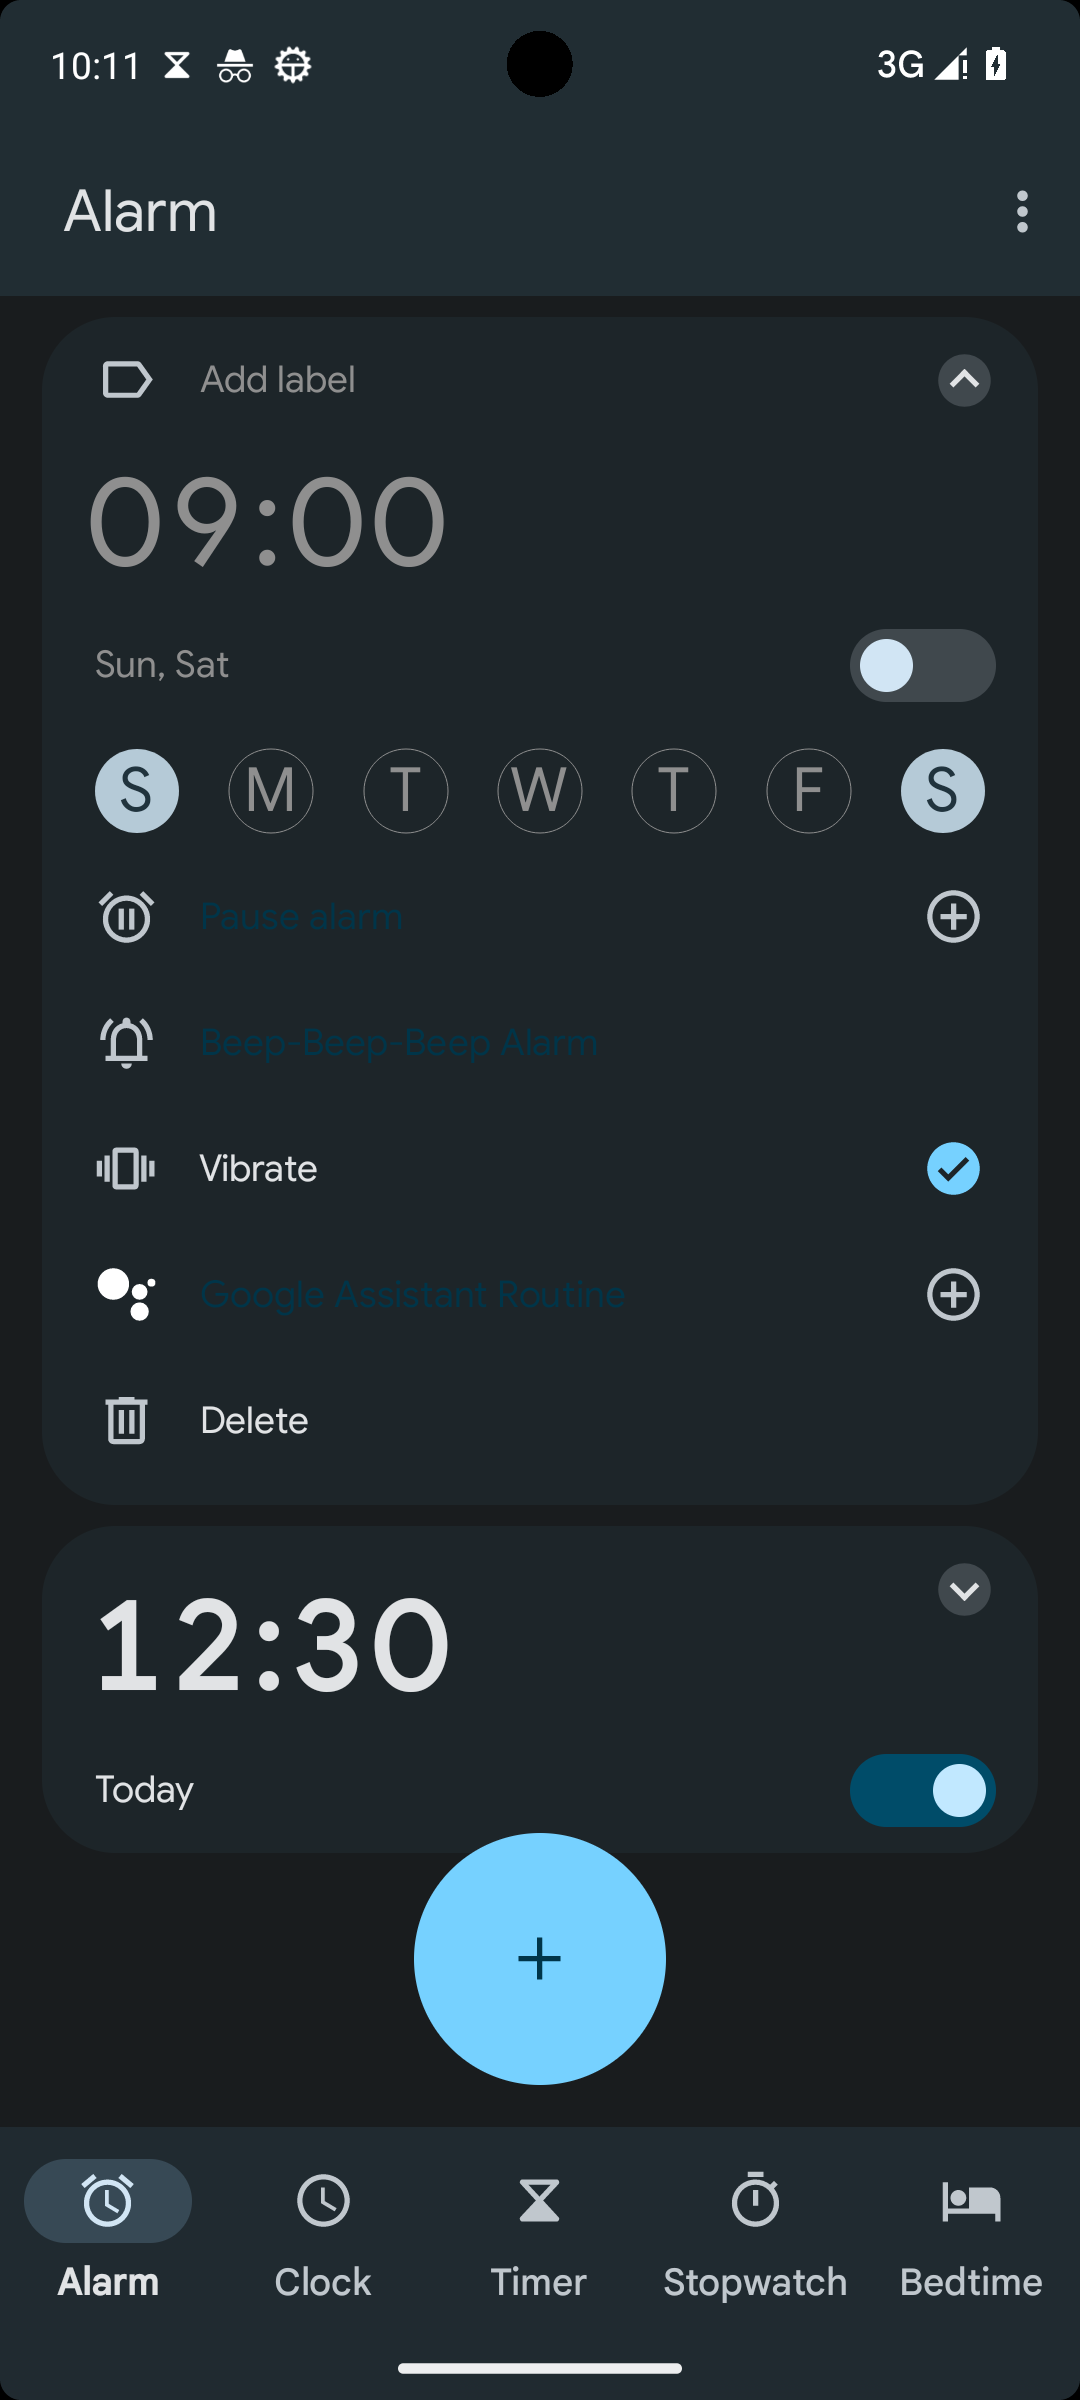 10:11
3G
Alarm
Add label
09:00
Sun, Sat
S M T W T F S
Pause alarm
Beep-Beep-Beep Alarm
Vibrate
Google Assistant Routine
Delete
12:30
Today
Alarm Clock Timer Stopwatch Bedtime